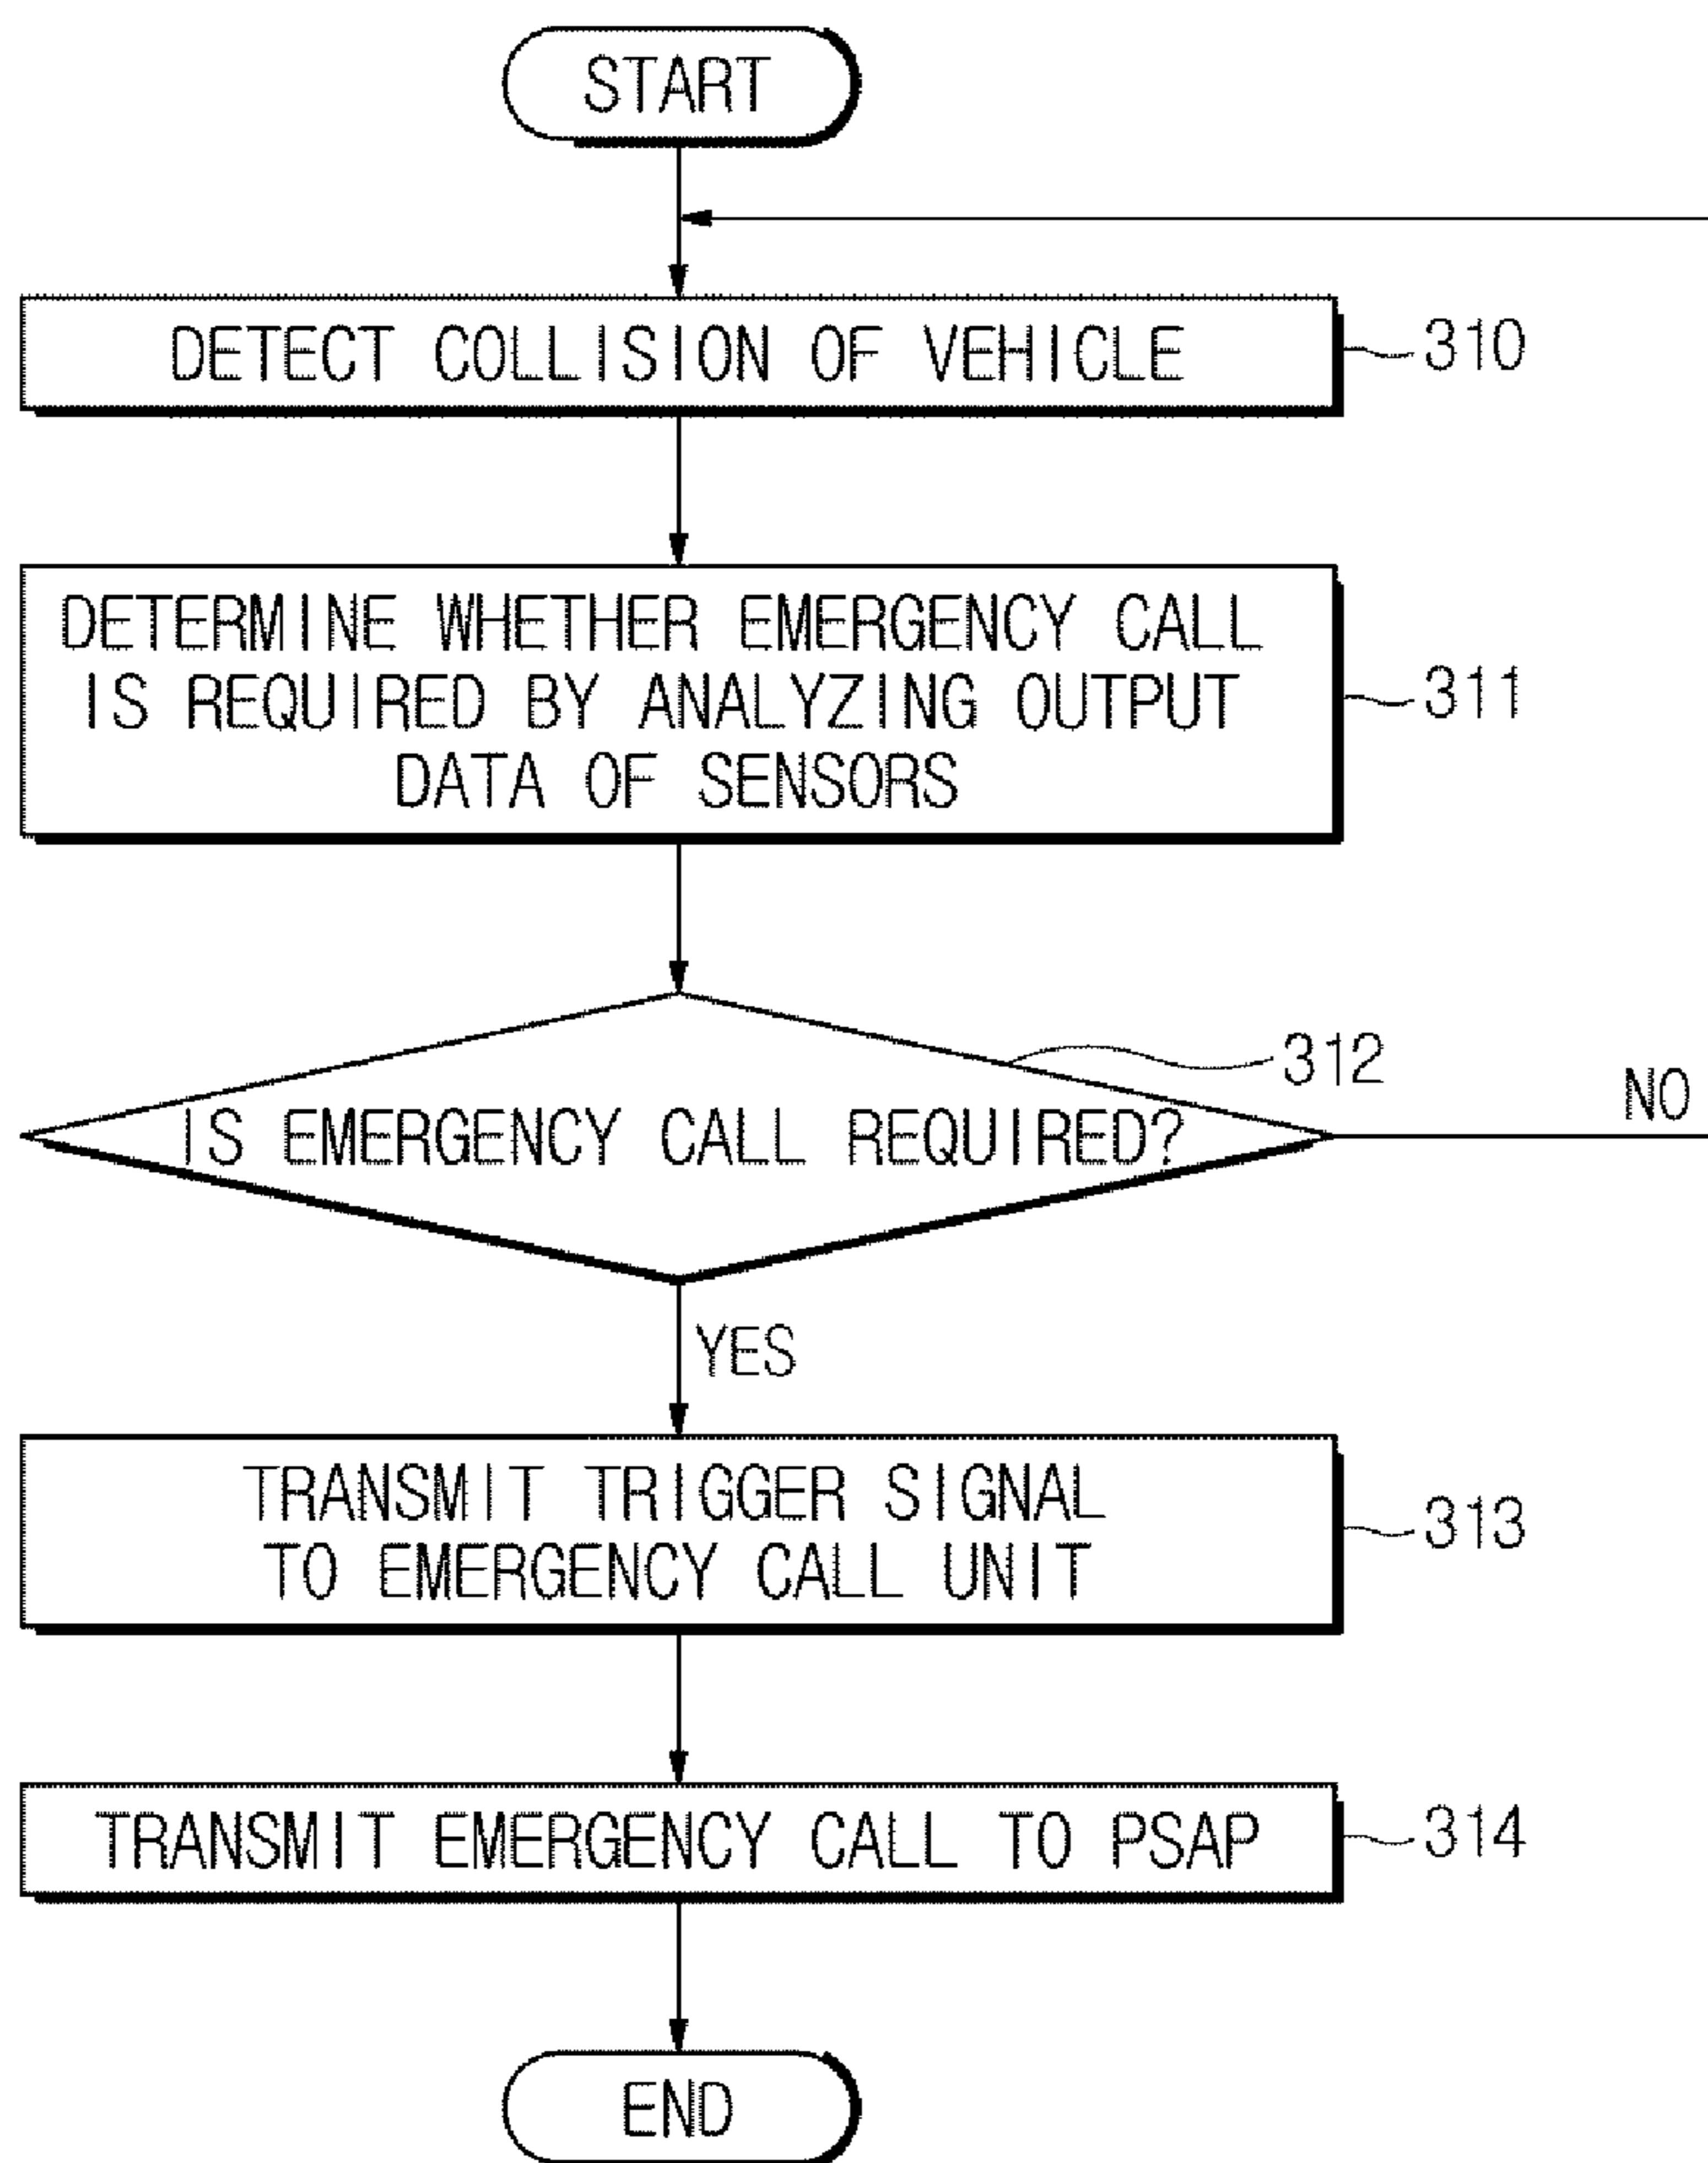 START
DETECT COLLISION OF VEHICLE
310
DETERMINE WHETHER EMERGENCY CALL
IS REQUIRED BY ANALYZING OUTPUT
DATA OF SENSORS
311
312
IS EMERGENCY CALL REQUIRED?
NO
YES
TRANSMIT TRIGGER SIGNAL
TO EMERGENCY CALL UNIT
313
TRANSMIT EMERGENCY CALL TO PSAP
314
END